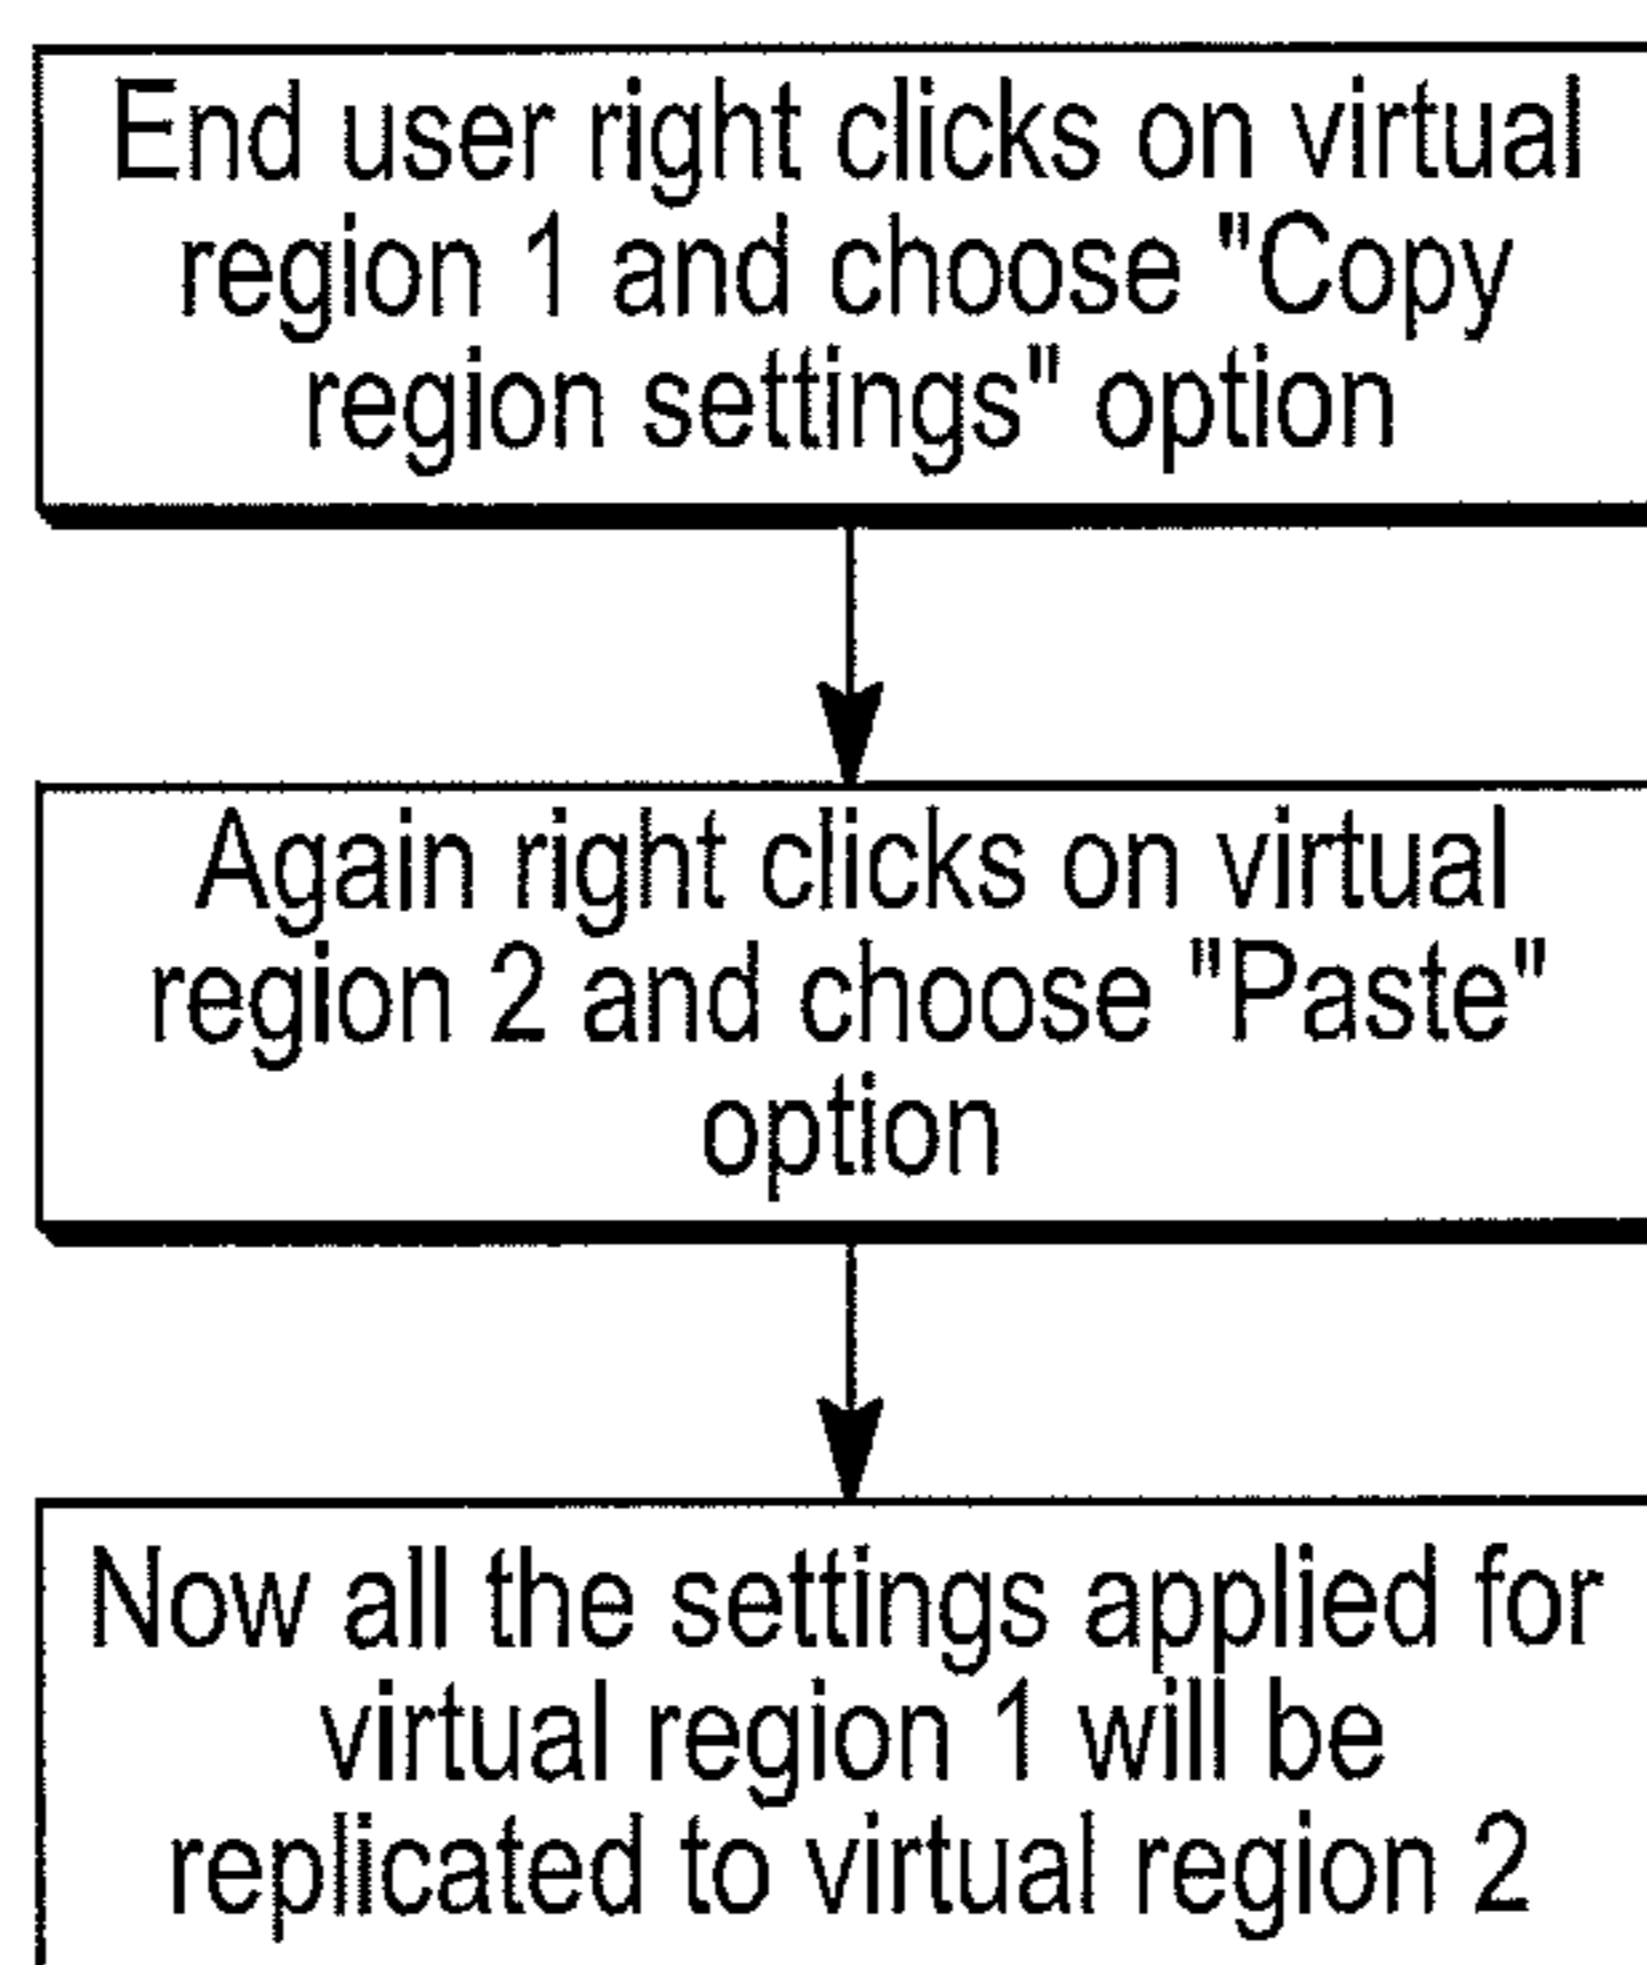 End user right clicks on virtual
region 1 and choose "Copy
region settings" option
Again right clicks on virtual
region 2 and choose "Paste"
option
Now all the settings applied for
virtual region 1 will be
replicated to virtual region 2